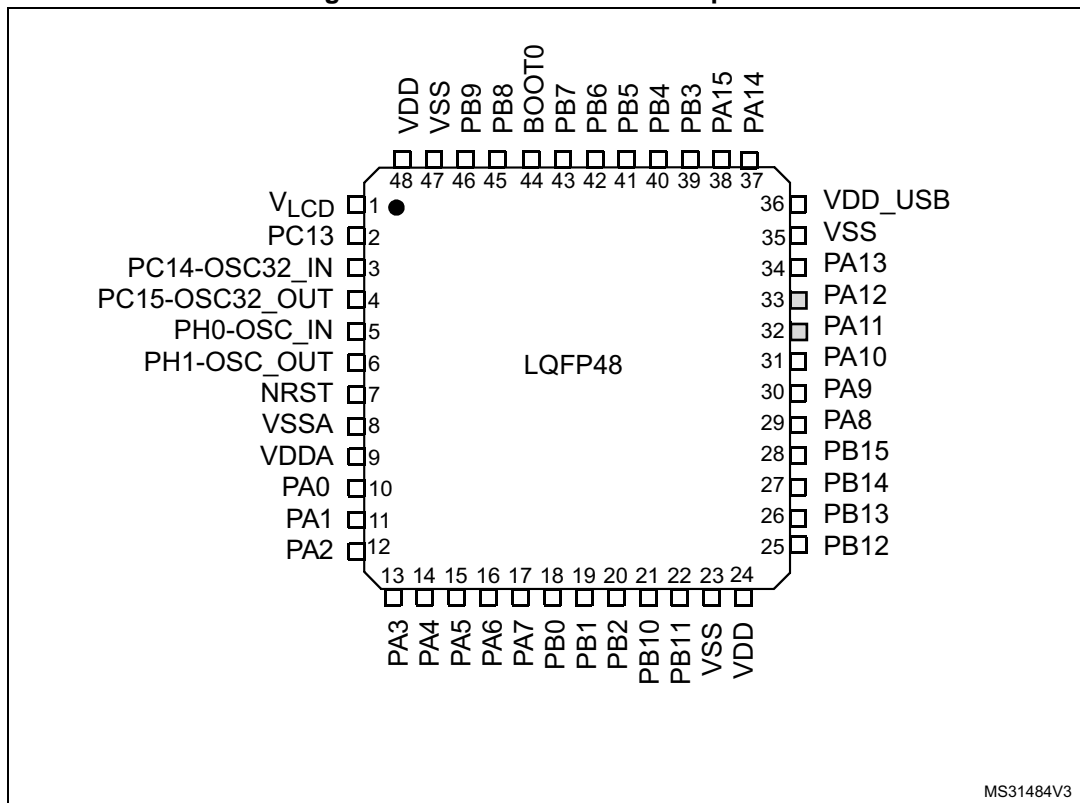 VDD
VSS
PB9
PB8
BOOT0
PB7
PB6
PB5
PB4
PB3
PA15
PA14
48 47 46 45 44 43 42 41 40 39 38 37
VLCD 1
PC13 2
PC14-OSC32_IN 3
PC15-OSC32_OUT 4
PH0-OSC_IN 5
PH1-OSC_OUT 6
NRST 7
VSSA 8
VDDA 9
PA0 10
PA1 11
PA2 12
LQFP48
36 VDD_USB
35 VSS
34 PA13
33 PA12
32 PA11
31 PA10
30 PA9
29 PA8
28 PB15
27 PB14
26 PB13
25 PB12
13 14 15 16 17 18 19 20 21 22 23 24
PA3
PA4
PA5
PA6
PA7
PB0
PB1
PB2
PB10
PB11
VSS
VDD
MS31484V3